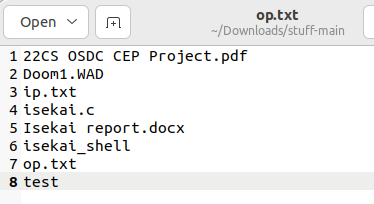 Open
op.txt
~/Downloads/stuff-main
1 22CS OSDC CEP Project.pdf
2 Doom1.WAD
3 ip.txt
4 isekai.c
5 Isekai report.docx
6 isekai_shell
7 op.txt
8 test